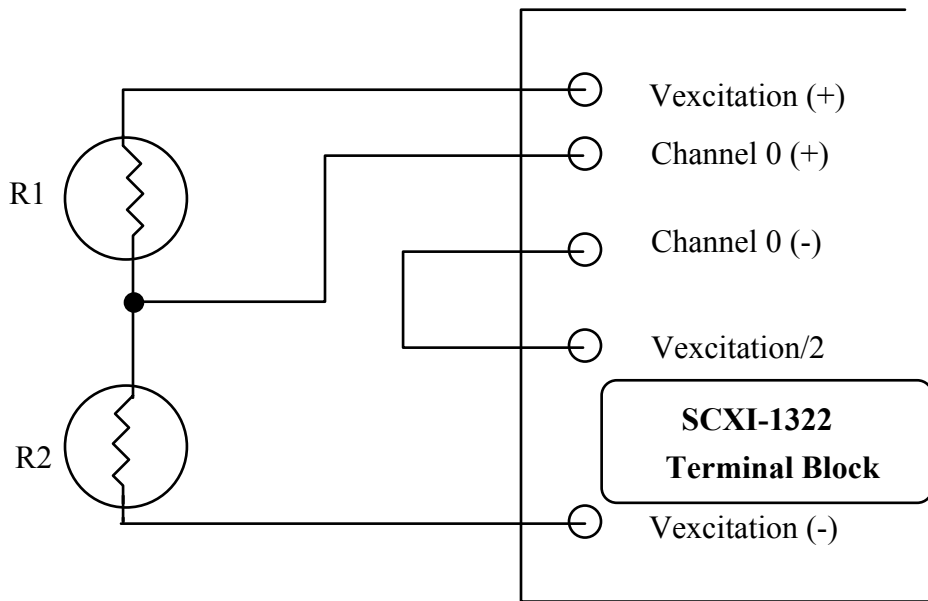 Vexcitation (+)
Channel 0 (+)
R1
Channel 0 (-)
Vexcitation/2
SCXI-1322
Terminal Block
R2
Vexcitation (-)